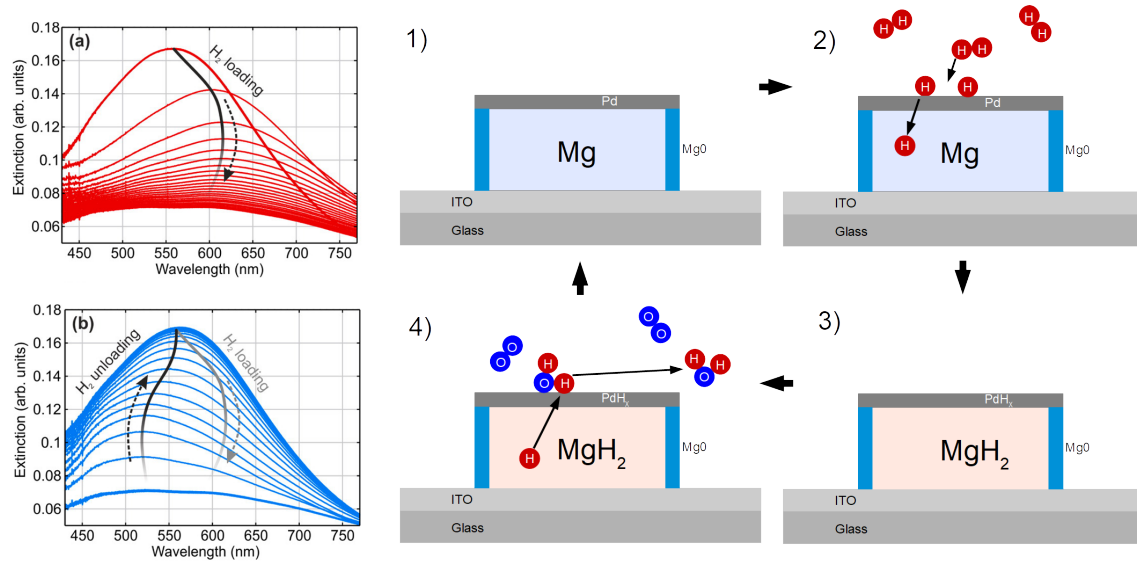 (a)
H2 loading
Extinction (arb. units)
0.18
0.16
0.14
0.12
0.1
0.08
0.06
450 500 550 600 650 700
Wavelength (nm)
(b)
H2 unloading
H2 loading
Extinction (arb. units)
0.18
0.16
0.14
0.12
0.1
0.08
0.06
450 500 550 600 650 700
Wavelength (nm)
1)
Pd
Mg
Mg0
ITO
Glass
2)
H H
H H
H H
H H
Pd
H
Mg
Mg0
ITO
Glass
4)
O O
O O
H
O H
H H
O
PdHx
H
MgH2
Mg0
ITO
Glass
3)
PdHx
MgH2
Mg0
ITO
Glass